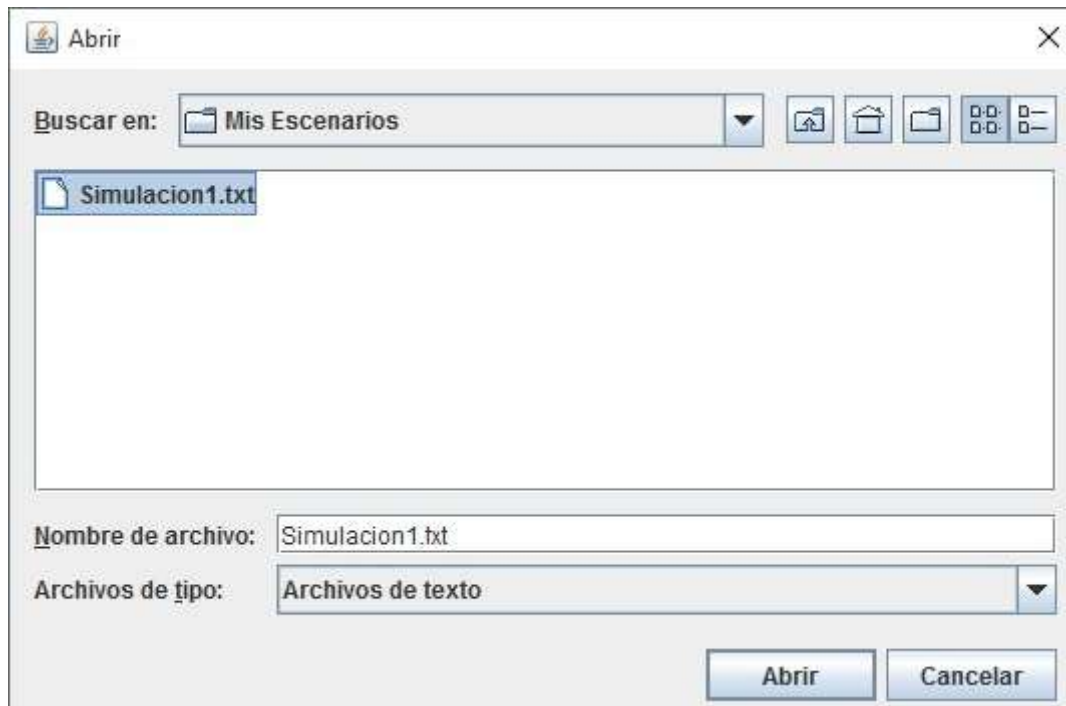 Abrir
Buscar en: Mis Escenarios
Simulacion1.txt
Nombre de archivo: Simulacion1.txt
Archivos de tipo: Archivos de texto
Abrir Cancelar